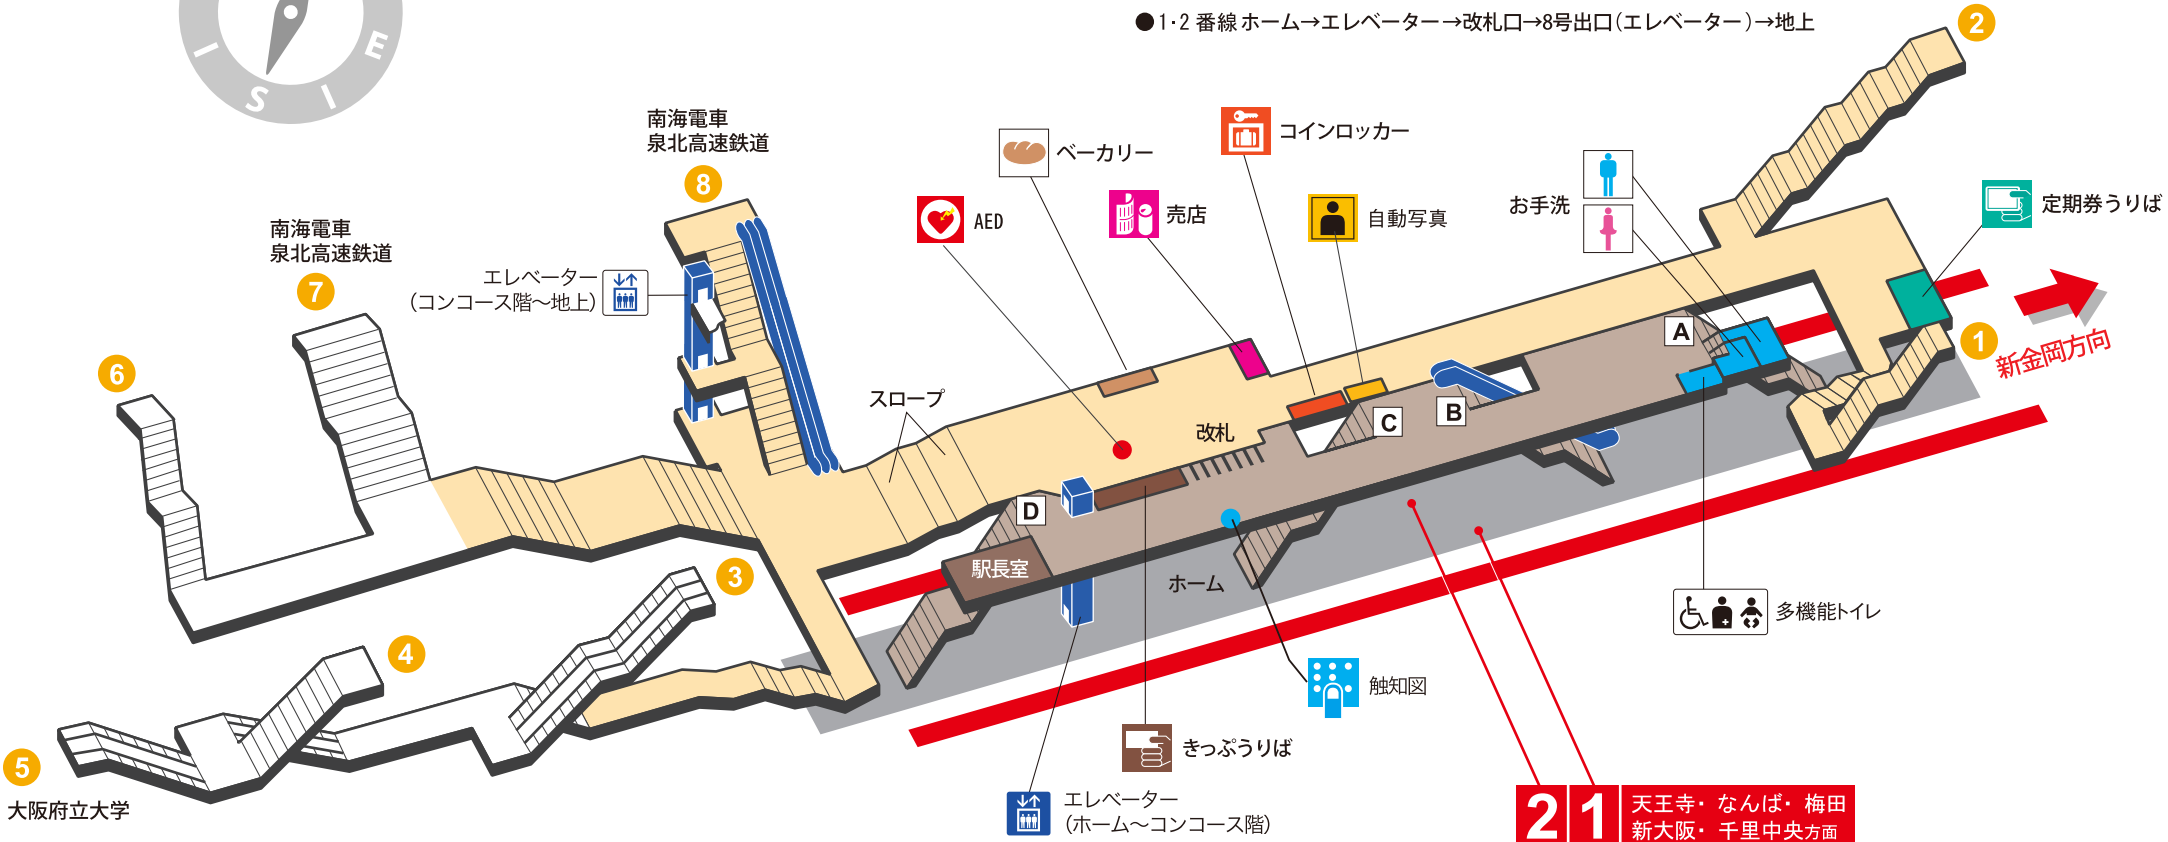 ●1・2 番線 ホーム→エレベーター→改札口→8号出口(エレベーター)→地上
I
S
I
E
2
南海電車
泉北高速鉄道
8
ベーカリー
コインロッカー
AED
売店
自動写真
お手洗
定期券うりば
南海電車
泉北高速鉄道
7
エレベーター
(コンコース階～地上)
6
スロープ
改札
A
B
C
D
1
新金岡方向
駅長室
ホーム
3
4
5
大阪府立大学
多機能トイレ
触知図
きっぷうりば
エレベーター
(ホーム～コンコース階)
2 1 天王寺・なんば・梅田
新大阪・千里中央方面